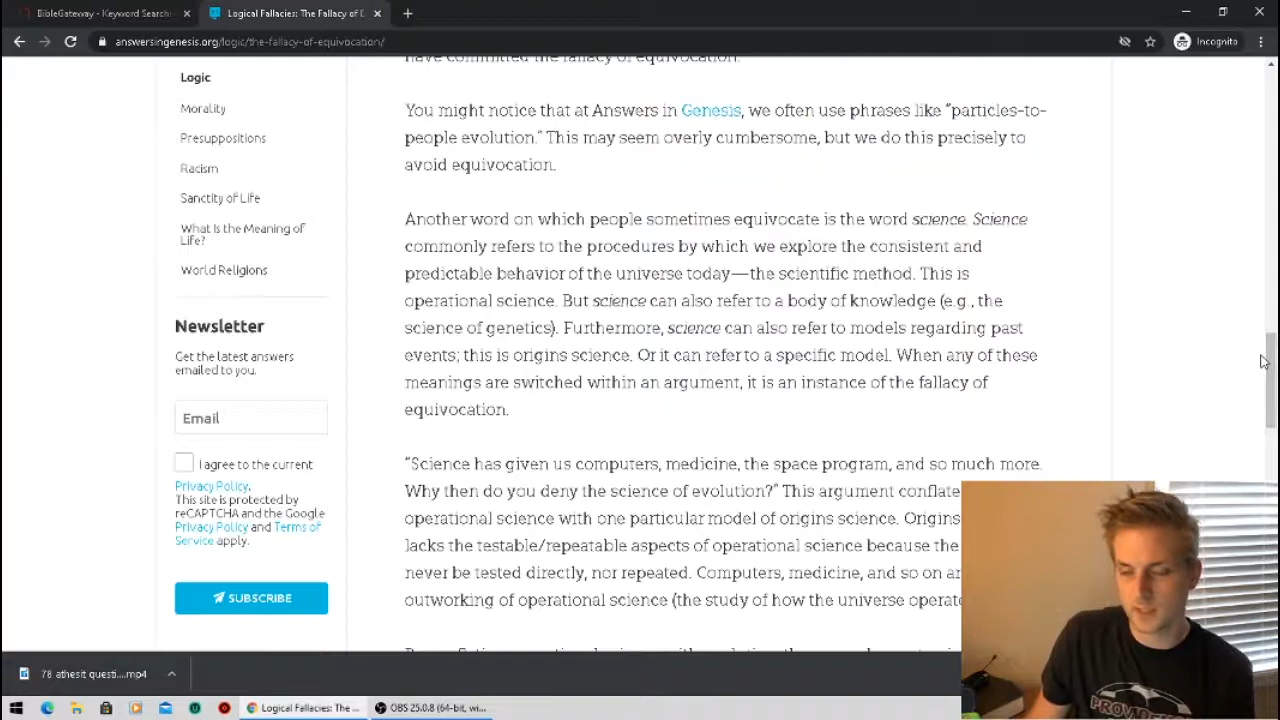 BibleGateway - Keyword Search:
Logical Fallacies: The Fallacy of E
answersingenesis.org/logic/the-fallacy-of-equivocation/
Incognito
Logic
Morality
Presuppositions
Racism
Sanctity of Life
What Is the Meaning of
Life?
World Religions
Newsletter
Get the latest answers
emailed to you.
Email
I agree to the current
Privacy Policy.
This site is protected by
reCAPTCHA and the Google
Privacy Policy and Terms of
Service apply.
SUBSCRIBE
have committed the fallacy of equivocation.
You might notice that at Answers in Genesis, we often use phrases like “particles-to-
people evolution.” This may seem overly cumbersome, but we do this precisely to
avoid equivocation.
Another word on which people sometimes equivocate is the word science. Science
commonly refers to the procedures by which we explore the consistent and
predictable behavior of the universe today—the scientific method. This is
operational science. But science can also refer to a body of knowledge (e.g., the
science of genetics). Furthermore, science can also refer to models regarding past
events; this is origins science. Or it can refer to a specific model. When any of these
meanings are switched within an argument, it is an instance of the fallacy of
equivocation.
“Science has given us computers, medicine, the space program, and so much more.
Why then do you deny the science of evolution?” This argument conflate
operational science with one particular model of origins science. Origins
lacks the testable/repeatable aspects of operational science because the
never be tested directly, nor repeated. Computers, medicine, and so on ar
outworking of operational science (the study of how the universe operat
78 athesit questi....mp4
Logical Fallacies: The ...
OBS 25.0.8 (64-bit, wi...